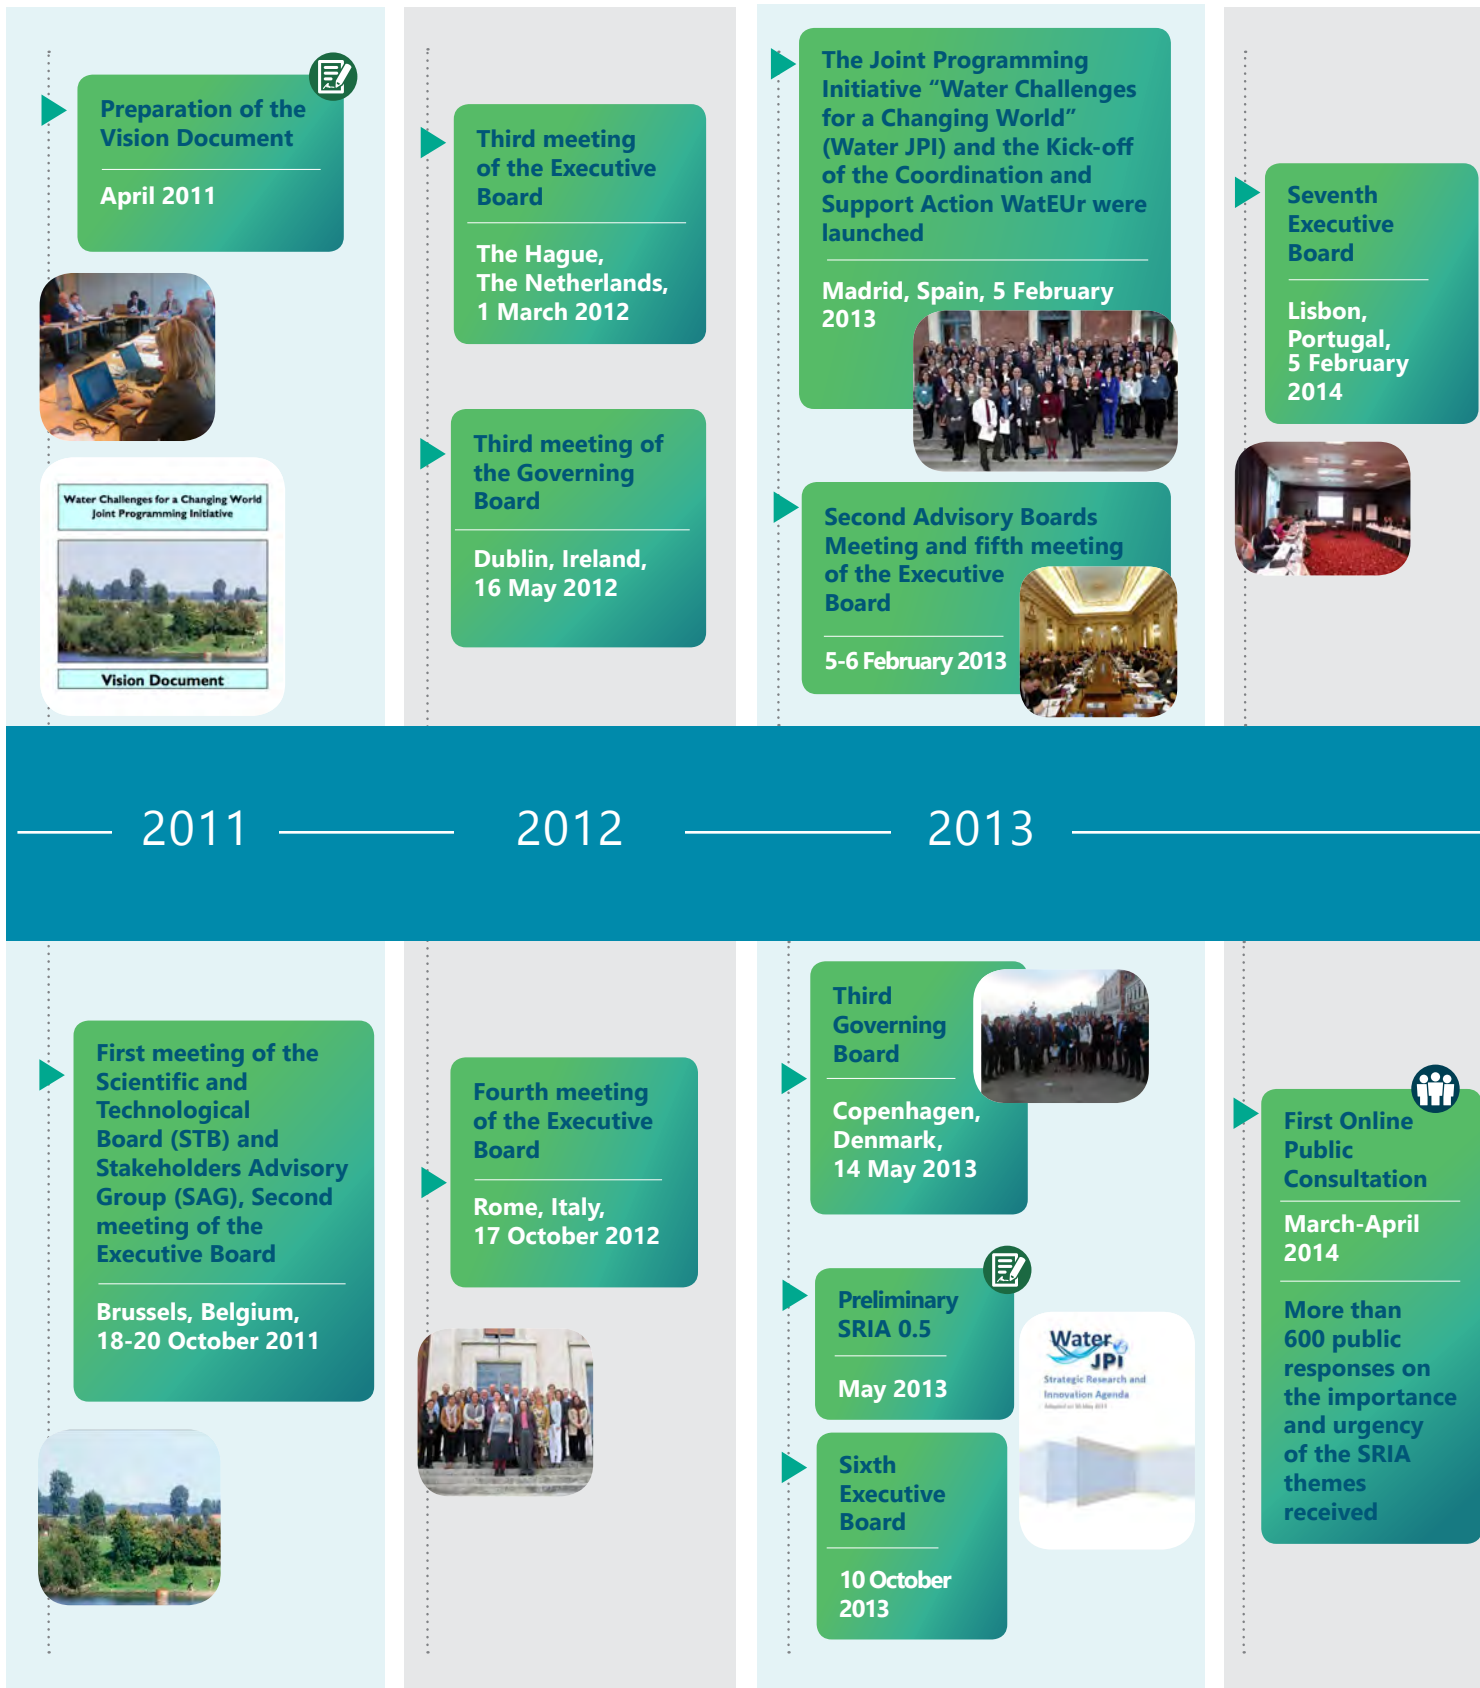 Preparation of the
Vision Document
April 2011
Water Challenges for a Changing World
Joint Programming Initiative
Vision Document
Third meeting
of the Executive
Board
The Hague,
The Netherlands,
1 March 2012
Third meeting of
the Governing
Board
Dublin, Ireland,
16 May 2012
The Joint Programming
Initiative “Water Challenges
for a Changing World”
(Water JPI) and the Kick-off
of the Coordination and
Support Action WatEUr were
launched
Madrid, Spain, 5 February
2013
Second Advisory Boards
Meeting and fifth meeting
of the Executive
Board
5-6 February 2013
Seventh
Executive
Board
Lisbon,
Portugal,
5 February
2014
2011
2012
2013
First meeting of the
Scientific and
Technological
Board (STB) and
Stakeholders Advisory
Group (SAG), Second
meeting of the
Executive Board
Brussels, Belgium,
18-20 October 2011
Fourth meeting
of the Executive
Board
Rome, Italy,
17 October 2012
Third
Governing
Board
Copenhagen,
Denmark,
14 May 2013
Preliminary
SRIA 0.5
May 2013
Water
JPI
Strategic Research and
Innovation Agenda
Sixth
Executive
Board
10 October
2013
First Online
Public
Consultation
March-April
2014
More than
600 public
responses on
the importance
and urgency
of the SRIA
themes
received